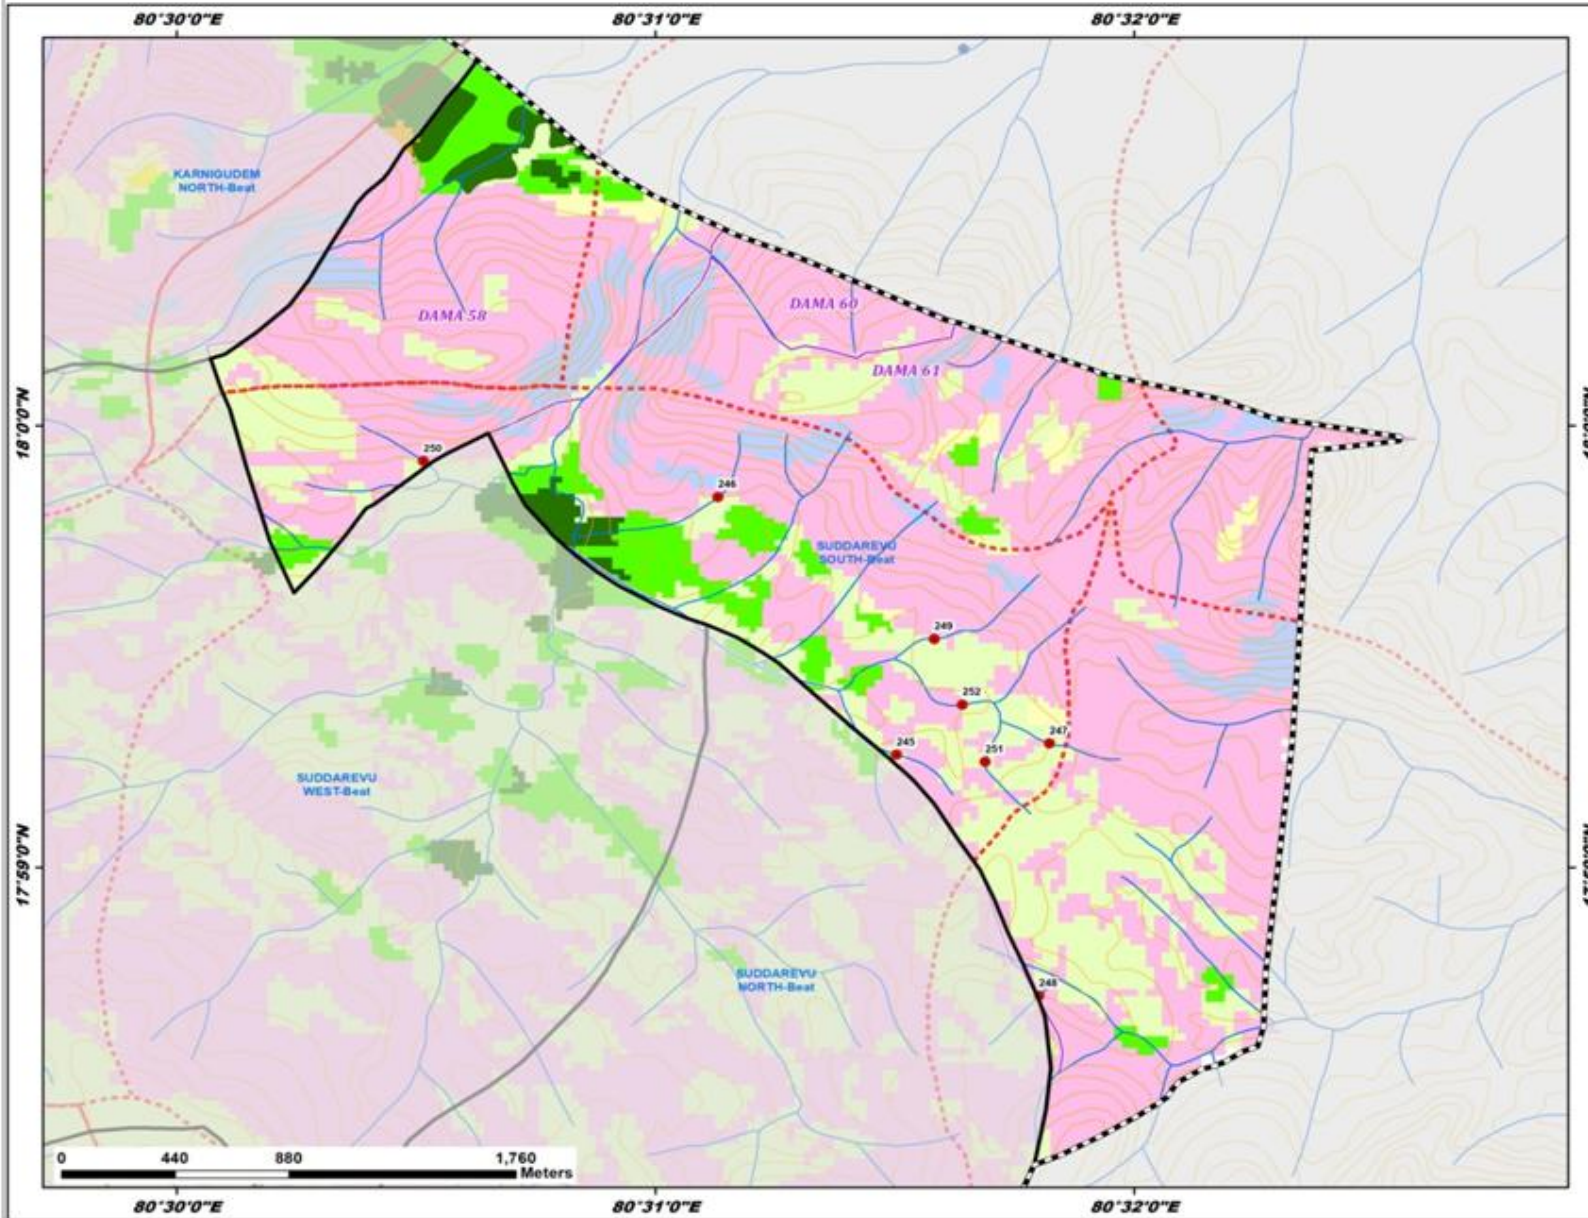 80°30'0"E 80°31'0"E 80°32'0"E
KARNIGUDEM
NORTH-Beat
DAMA 60
DAMA 58
DAMA 61
18°0'0"N
250
246
SUDDAREVU
SOUTH-Beat
249
252
245
247
251
SUDDAREVU
WEST-Beat
17°59'0"N
SUDDAREVU
NORTH-Beat
248
0 440 880 1,760
Meters
80°30'0"E 80°31'0"E 80°32'0"E